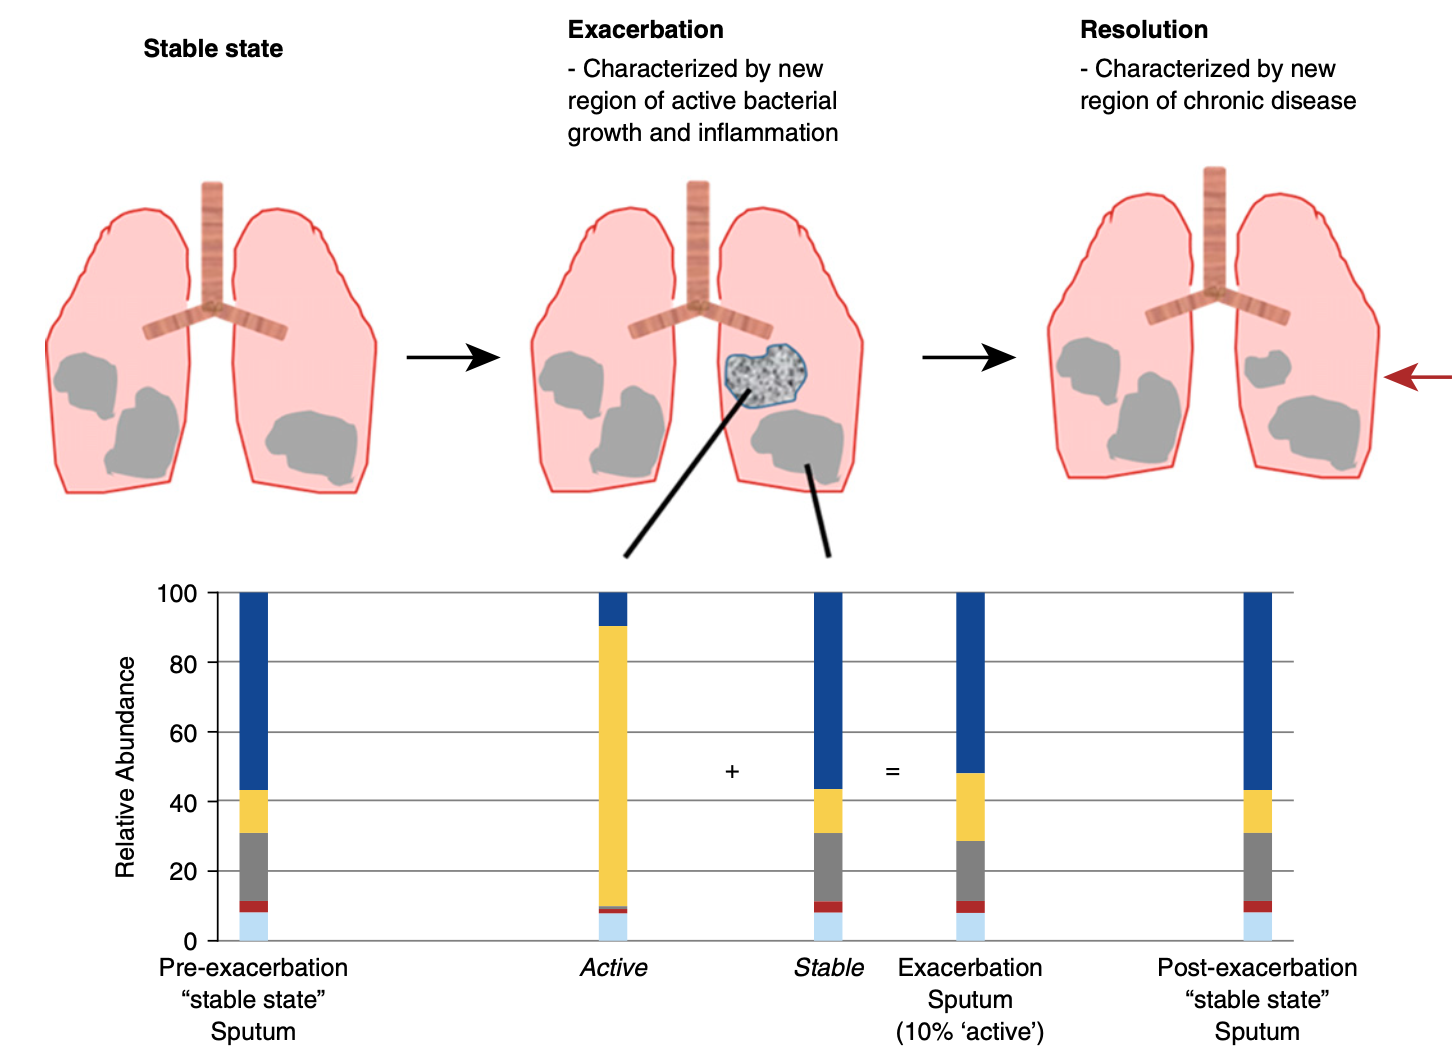 Stable state
Exacerbation
- Characterized by new
region of active bacterial
growth and inflammation
Resolution
- Characterized by new
region of chronic disease
Relative Abundance
100
80
60
40
20
0
+
=
Pre-exacerbation
“stable state”
Sputum
Active
Stable
Exacerbation
Sputum
(10% ‘active’)
Post-exacerbation
“stable state”
Sputum